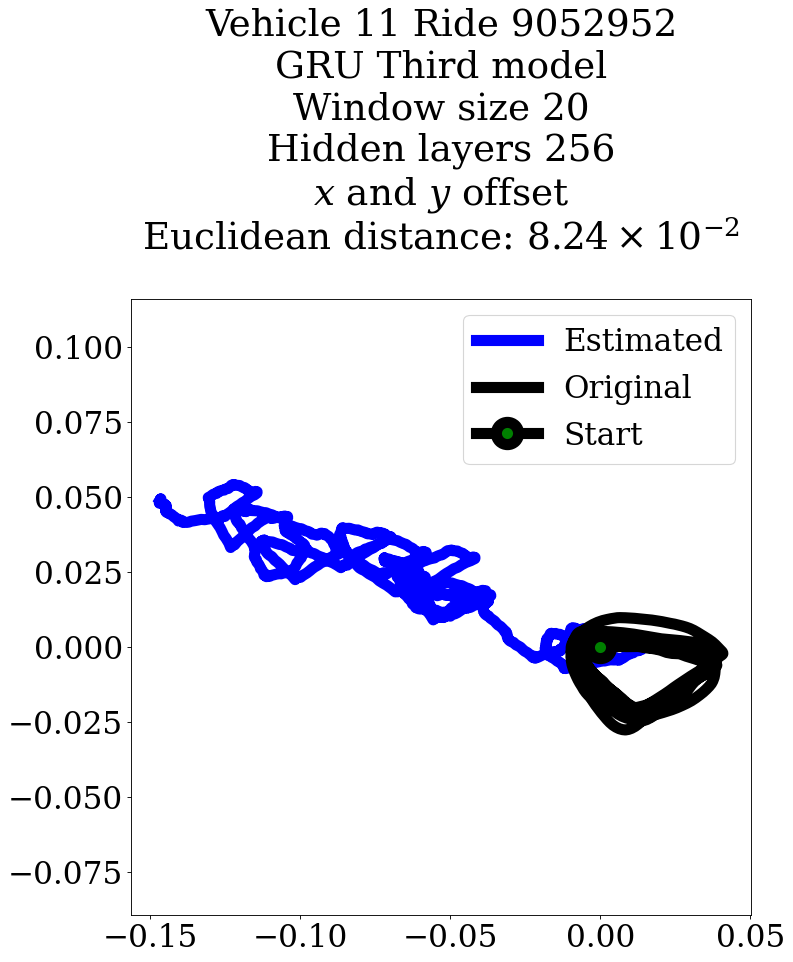 Vehicle 11 Ride 9052952
GRU Third model
Window size 20
Hidden layers 256
x and y offset
Euclidean distance: 8.24 × 10⁻²
Estimated
Original
Start
0.100
0.075
0.050
0.025
0.000
−0.025
−0.050
−0.075
−0.15 −0.10 −0.05 0.00 0.05